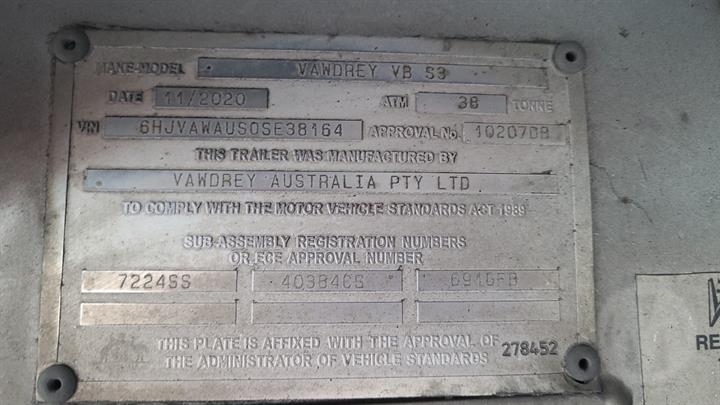 MAKE-MODEL VAWDREY VB S3
DATE 11/2020 ATM 38 TONNE
VIN 6HJVAWAUS0SE38164 APPROVAL No. 10207DB
THIS TRAILER WAS MANUFACTURED BY
VAWDREY AUSTRALIA PTY LTD
TO COMPLY WITH THE MOTOR VEHICLE STANDARDS ACT 1989
SUB-ASSEMBLY REGISTRATION NUMBERS
OR ECE APPROVAL NUMBER
7224SS 40384CS
THIS PLATE IS AFFIXED WITH THE APPROVAL OF
THE ADMINISTRATOR OF VEHICLE STANDARDS 278452
RE